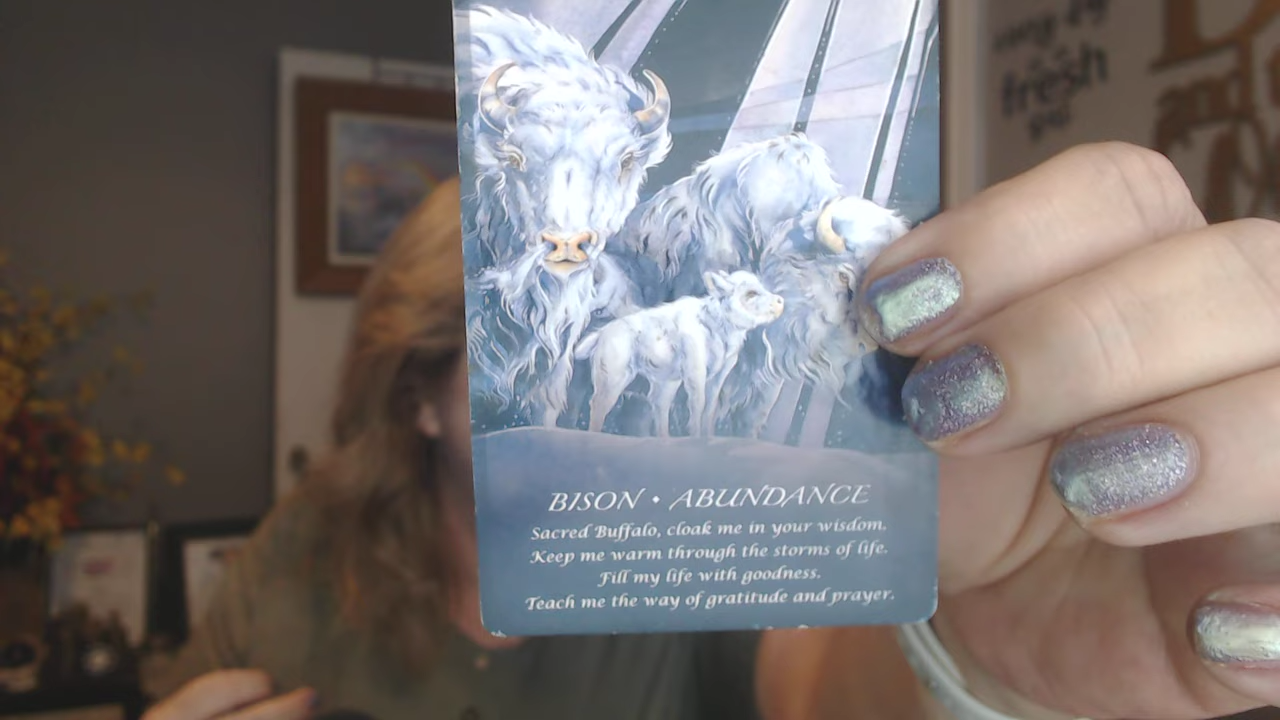 fresh
BISON • ABUNDANCE
Sacred Buffalo, cloak me in your wisdom.
Keep me warm through the storms of life.
Fill my life with goodness.
Teach me the way of gratitude and prayer.